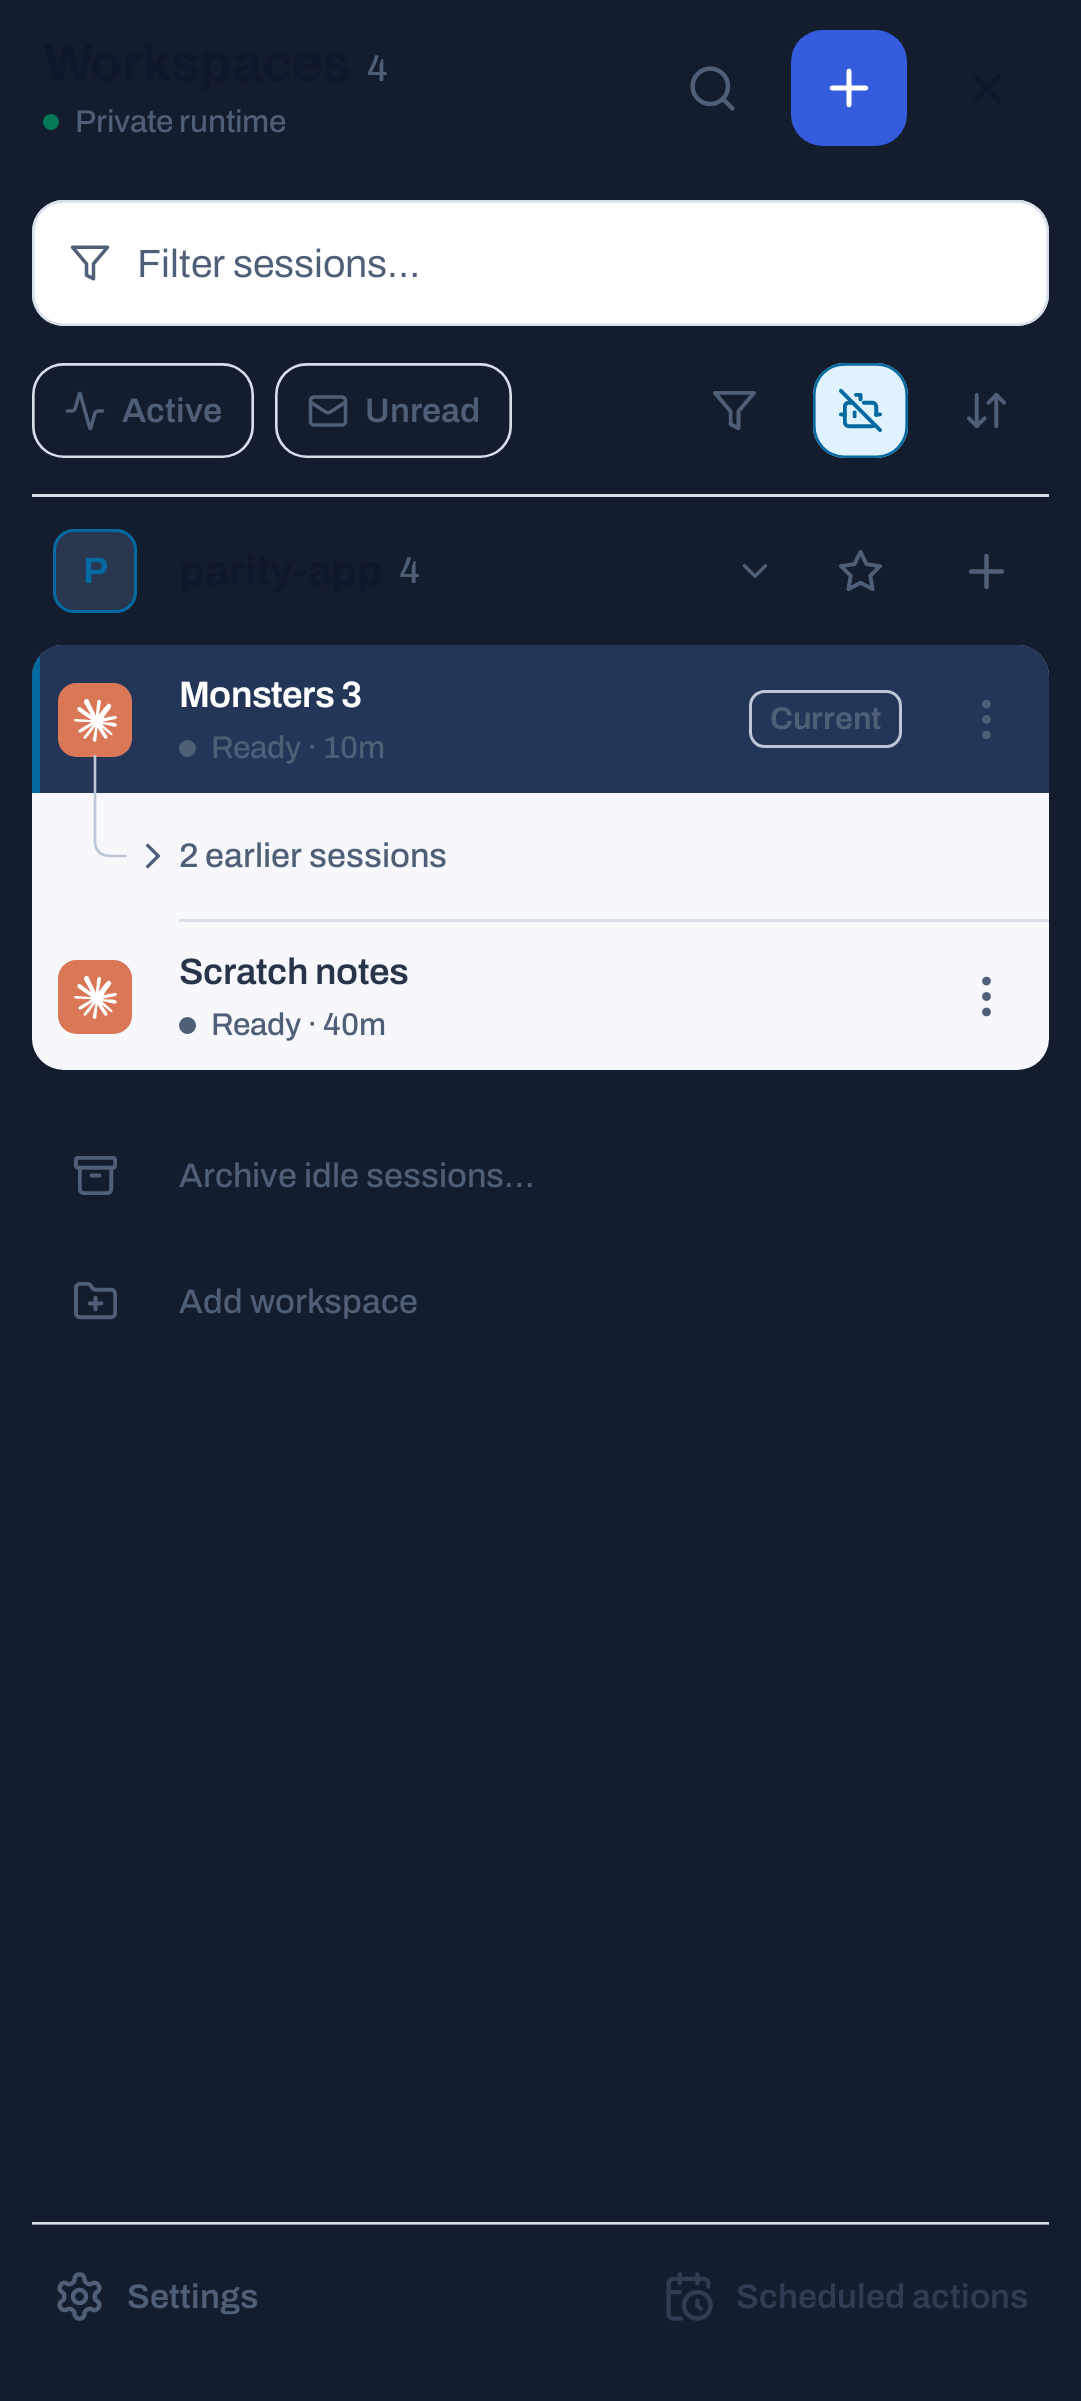 Workspaces 4
Private runtime
Filter sessions...
Active
Unread
P
parity-app 4
Monsters 3
Current
Ready · 10m
2 earlier sessions
Scratch notes
Ready · 40m
Archive idle sessions...
Add workspace
Settings
Scheduled actions